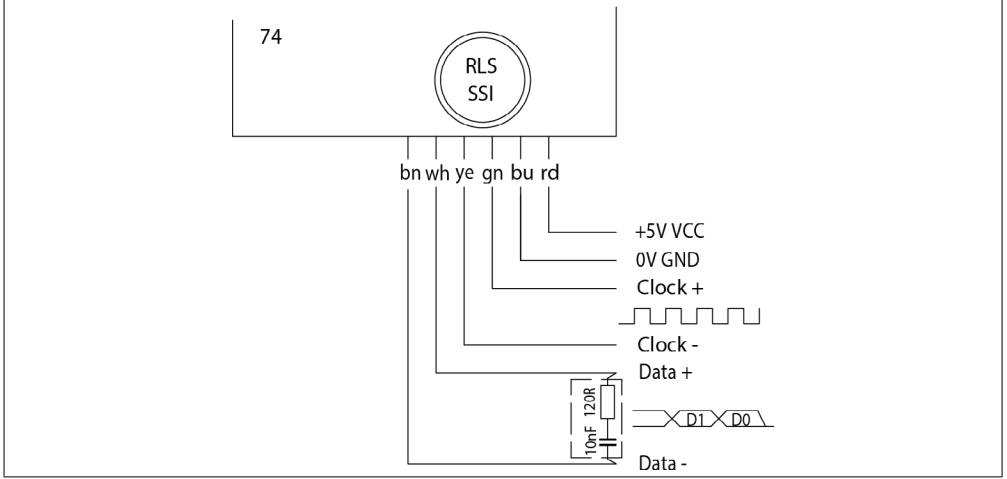 74
RLS
SSI
bn wh ye gn bu rd
+5V VCC
0V GND
Clock +
Clock -
Data +
120R
10nF
D1 D0
Data -